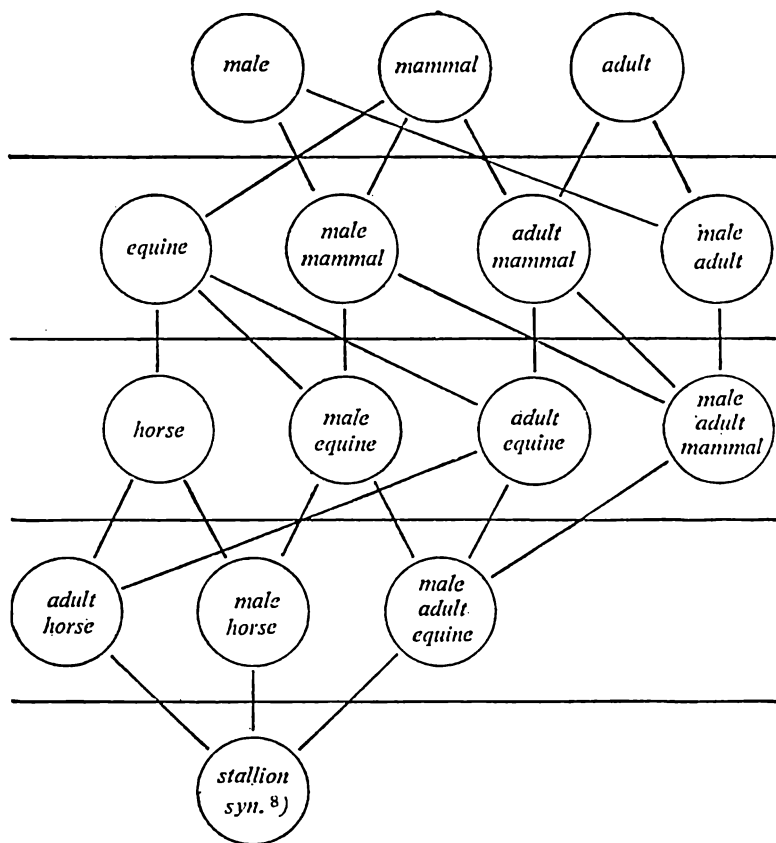 male
mammal
adult
equine
male
mammal
adult
mammal
male
adult
horse
male
equine
adult
equine
male
adult
mammal
adult
horse
male
horse
male
adult
equine
stallion
syn. 8)